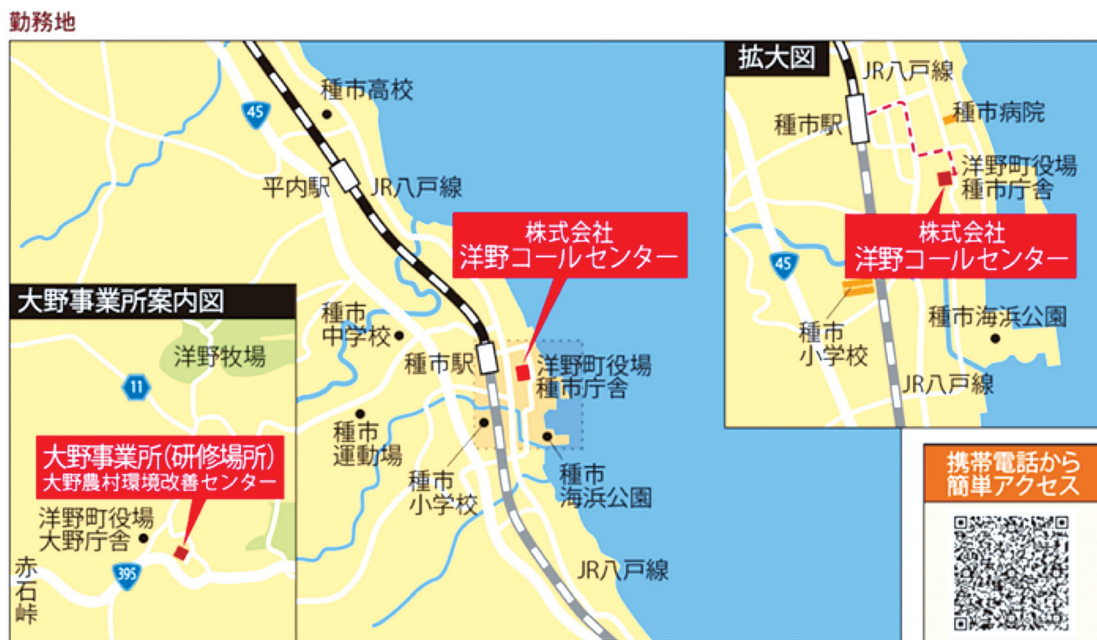 勤務地
種市高校
45
平内駅
JR八戸線
株式会社
洋野コールセンター
種市
中学校
種市駅
洋野町役場
種市庁舎
種市
運動場
種市
小学校
種市
海浜公園
JR八戸線
大野事業所案内図
洋野牧場
11
大野事業所(研修場所)
大野農村環境改善センター
洋野町役場
大野庁舎
395
赤石峠
拡大図
JR八戸線
種市駅
種市病院
洋野町役場
種市庁舎
株式会社
洋野コールセンター
45
種市
小学校
種市海浜公園
JR八戸線
携帯電話から
簡単アクセス